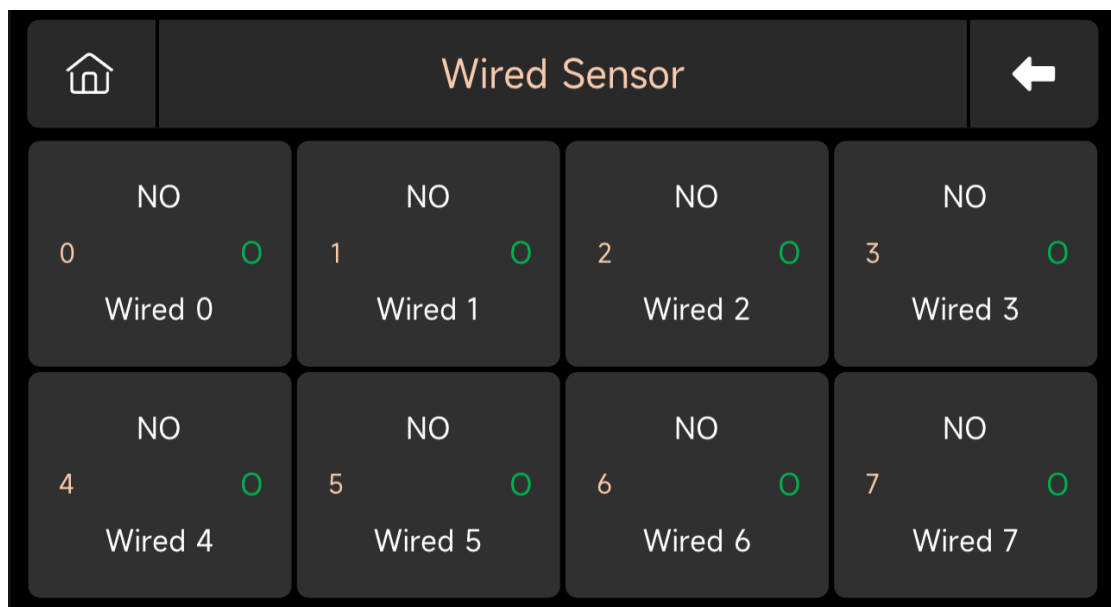 Wired Sensor
NO
0 O
Wired 0
NO
1 O
Wired 1
NO
2 O
Wired 2
NO
3 O
Wired 3
NO
4 O
Wired 4
NO
5 O
Wired 5
NO
6 O
Wired 6
NO
7 O
Wired 7